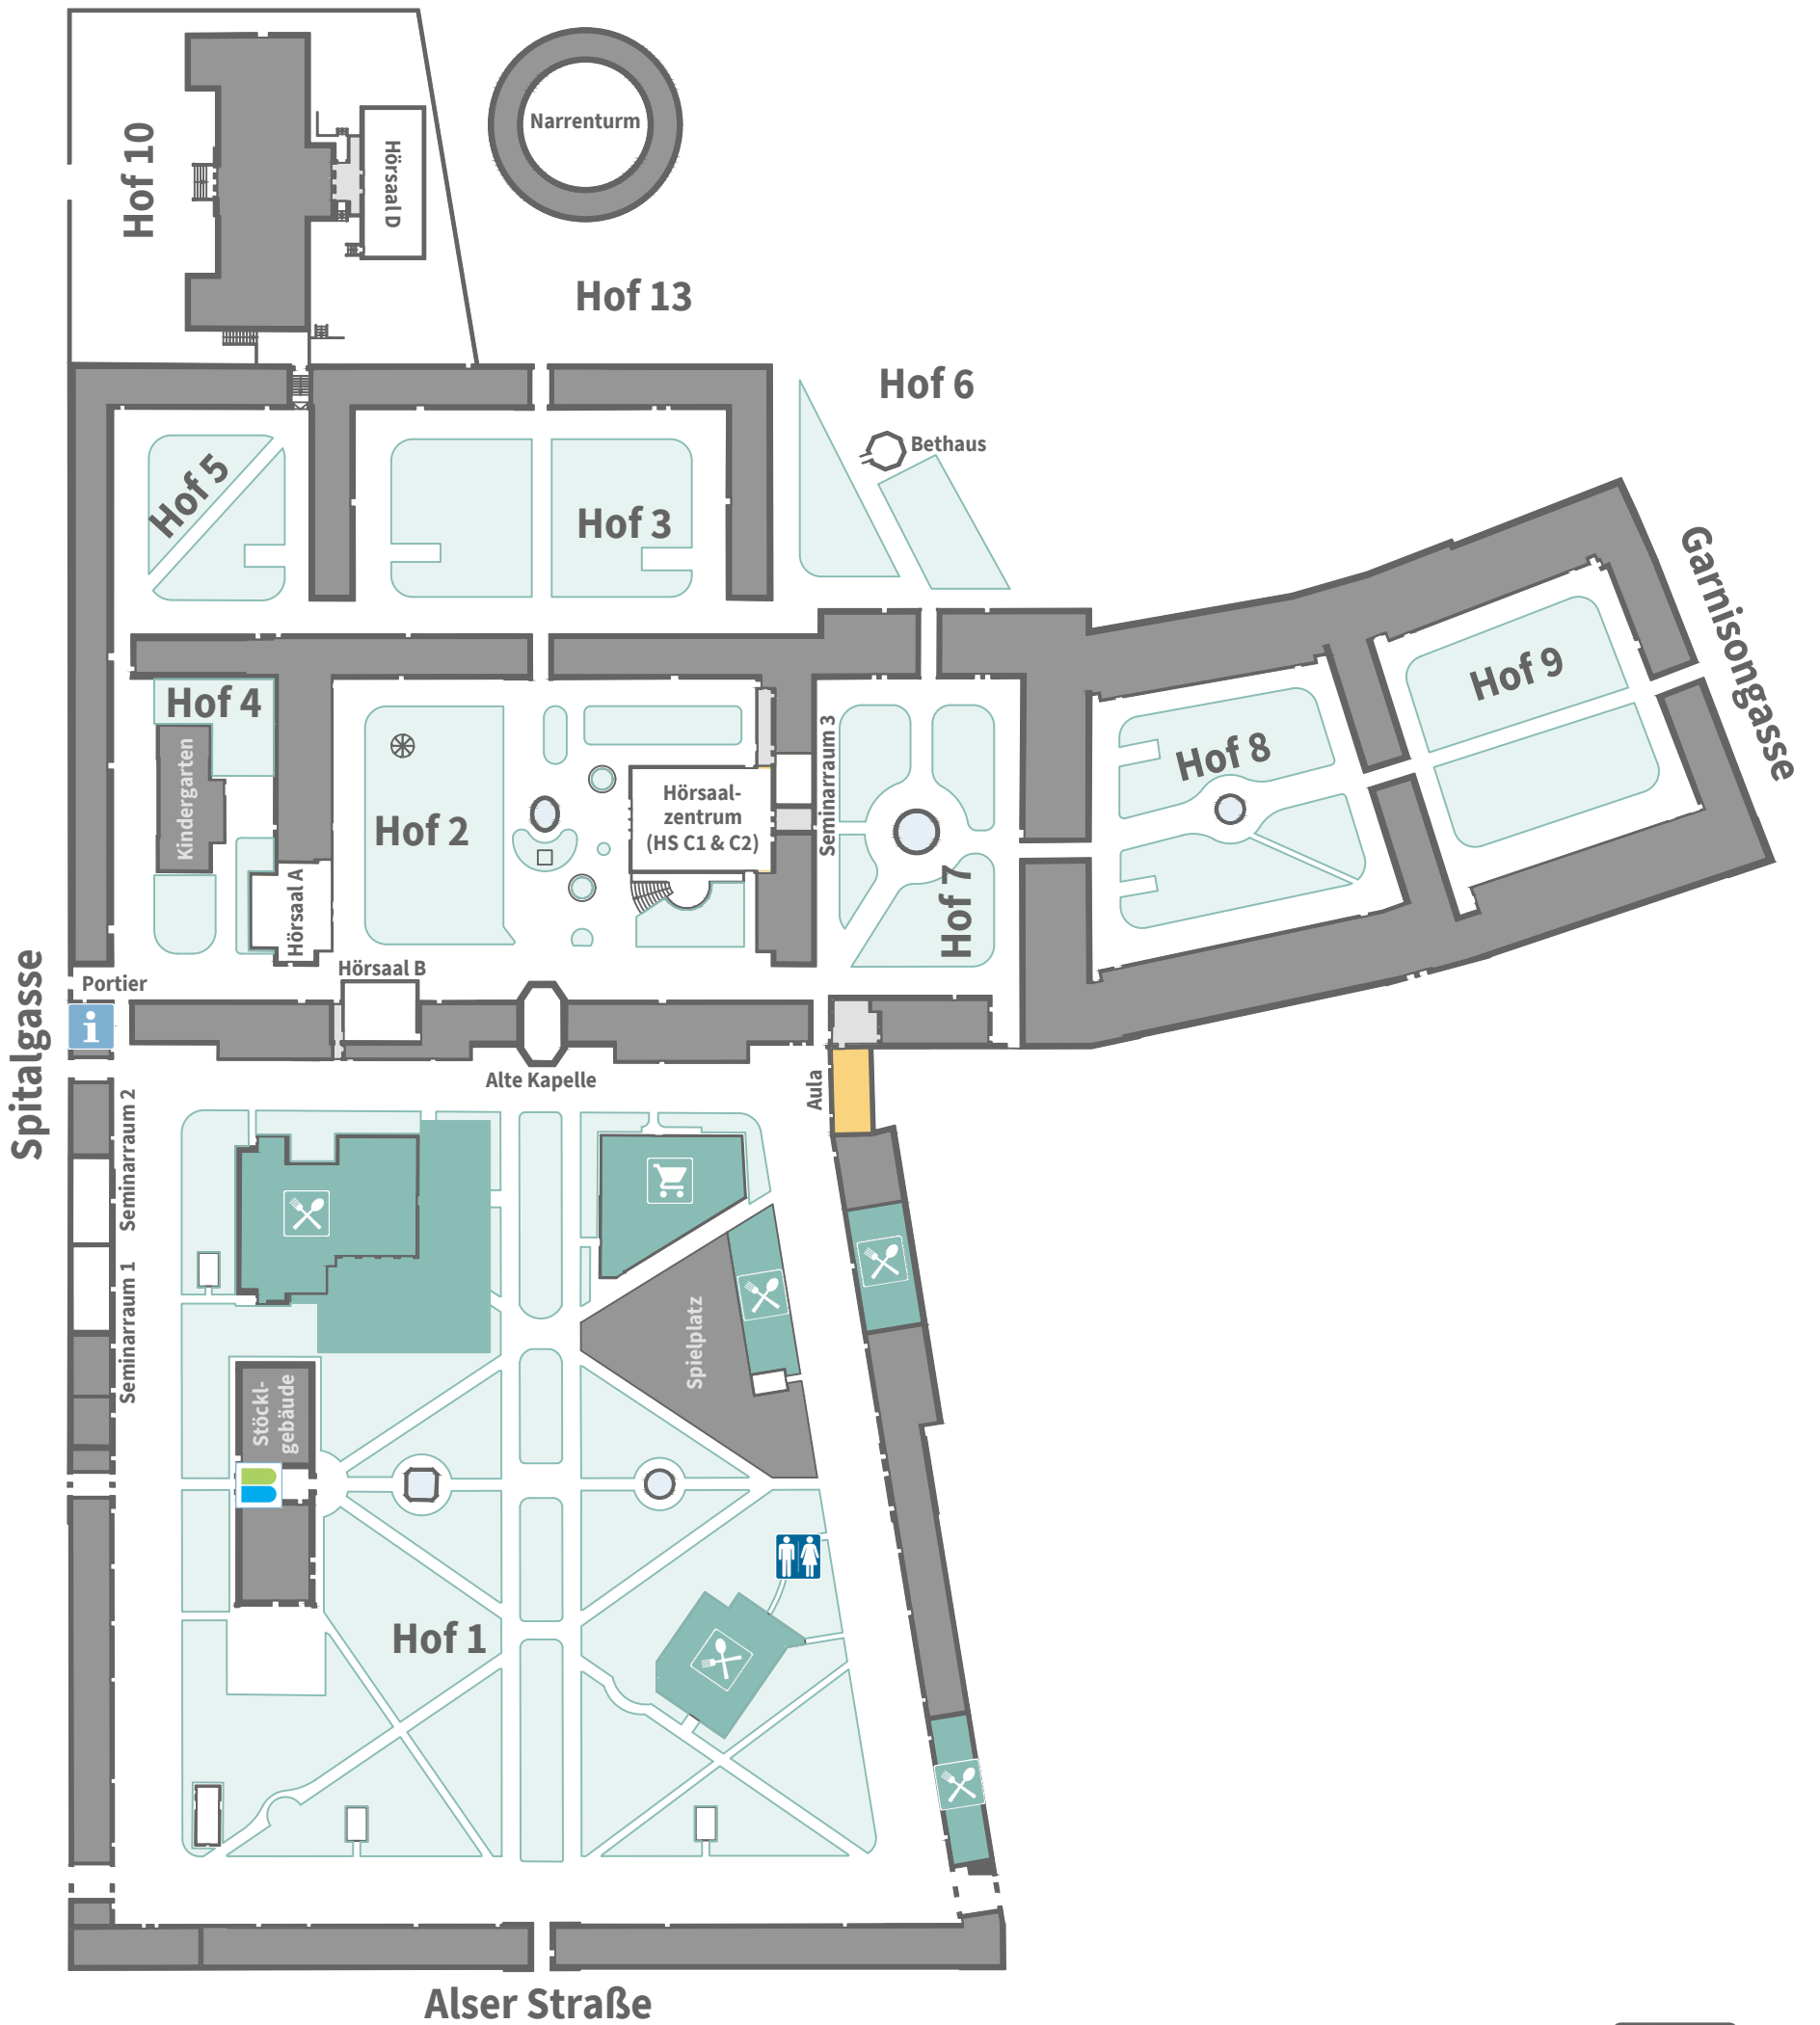 Narrenturm
Hof 10
Hörsaal D
Hof 13
Hof 6
Bethaus
Hof 5
Hof 3
Garnisongasse
Hof 9
Hof 4
Kindergarten
Hof 2
Hörsaal-
zentrum
(HS C1 & C2)
Seminarraum 3
Hof 8
Hof 7
Hörsaal A
Hörsaal B
Portier
i
Spitalgasse
Alte Kapelle
Aula
Seminarraum 2
Seminarraum 1
Spielplatz
Stöckl-
gebäude
Hof 1
Alser Straße